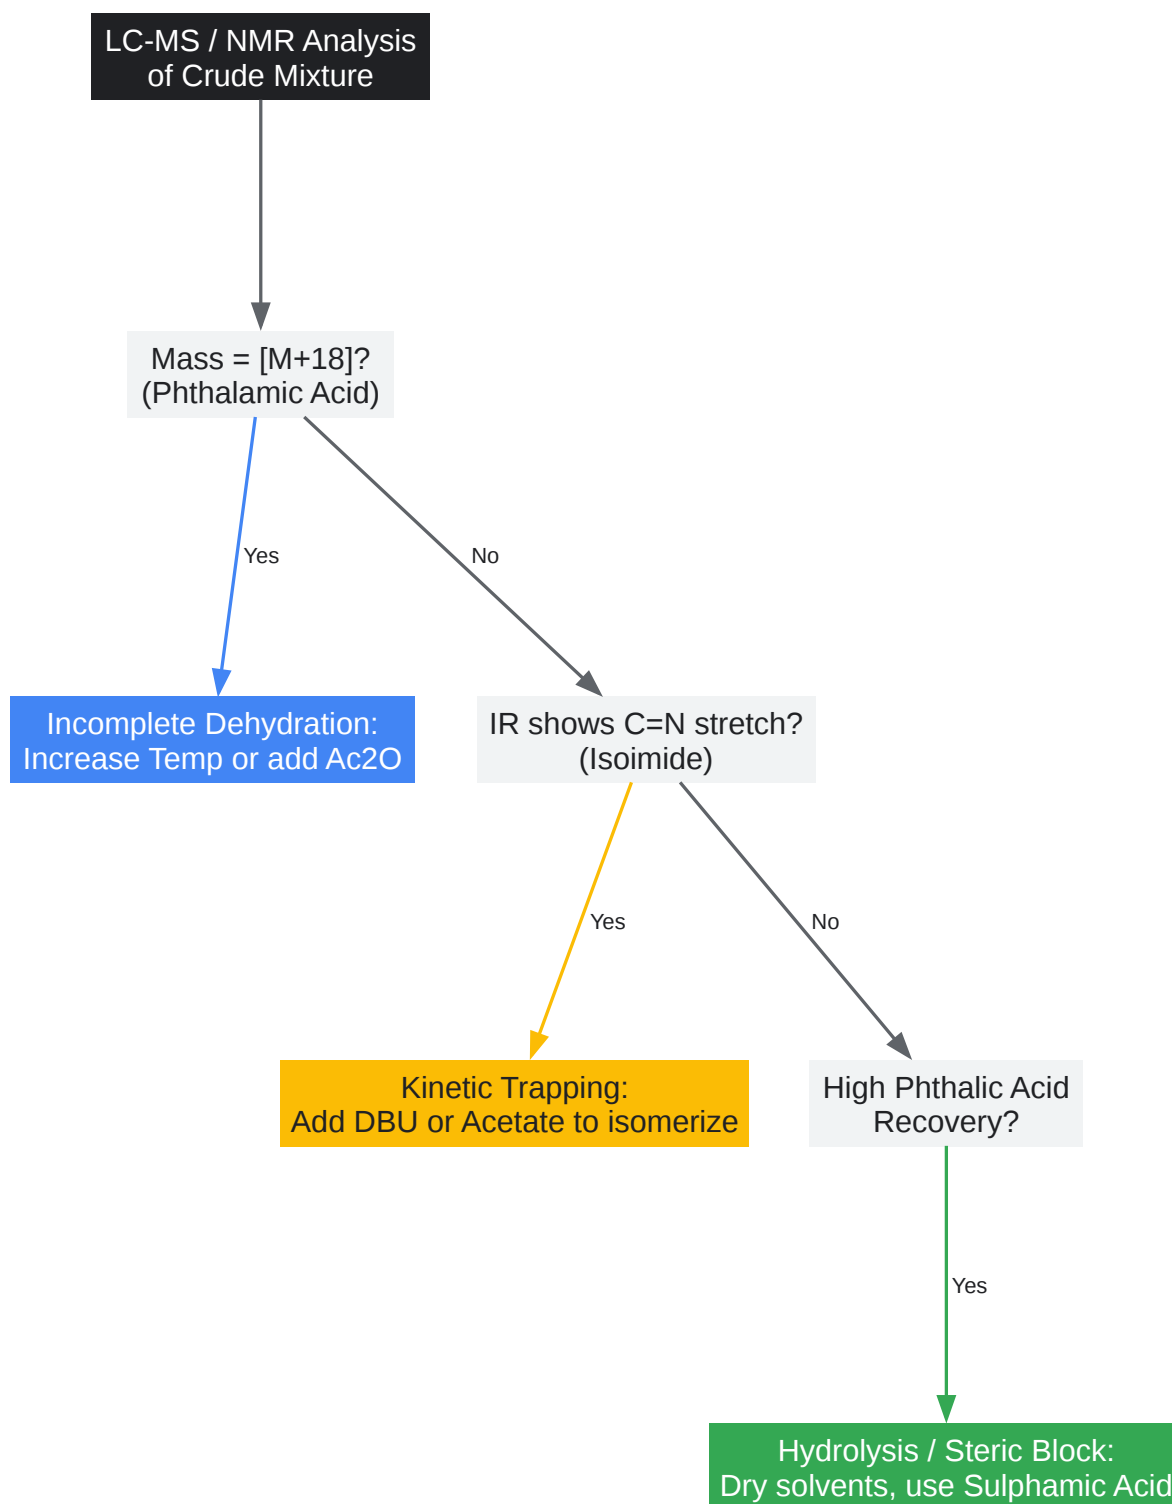 LC-MS / NMR Analysis
of Crude Mixture
Mass = [M+18]?
(Phthalamic Acid)
Yes
No
Incomplete Dehydration:
Increase Temp or add Ac2O
IR shows C=N stretch?
(Isoimide)
Yes
No
Kinetic Trapping:
Add DBU or Acetate to isomerize
High Phthalic Acid
Recovery?
Yes
Hydrolysis / Steric Block:
Dry solvents, use Sulphamic Acid